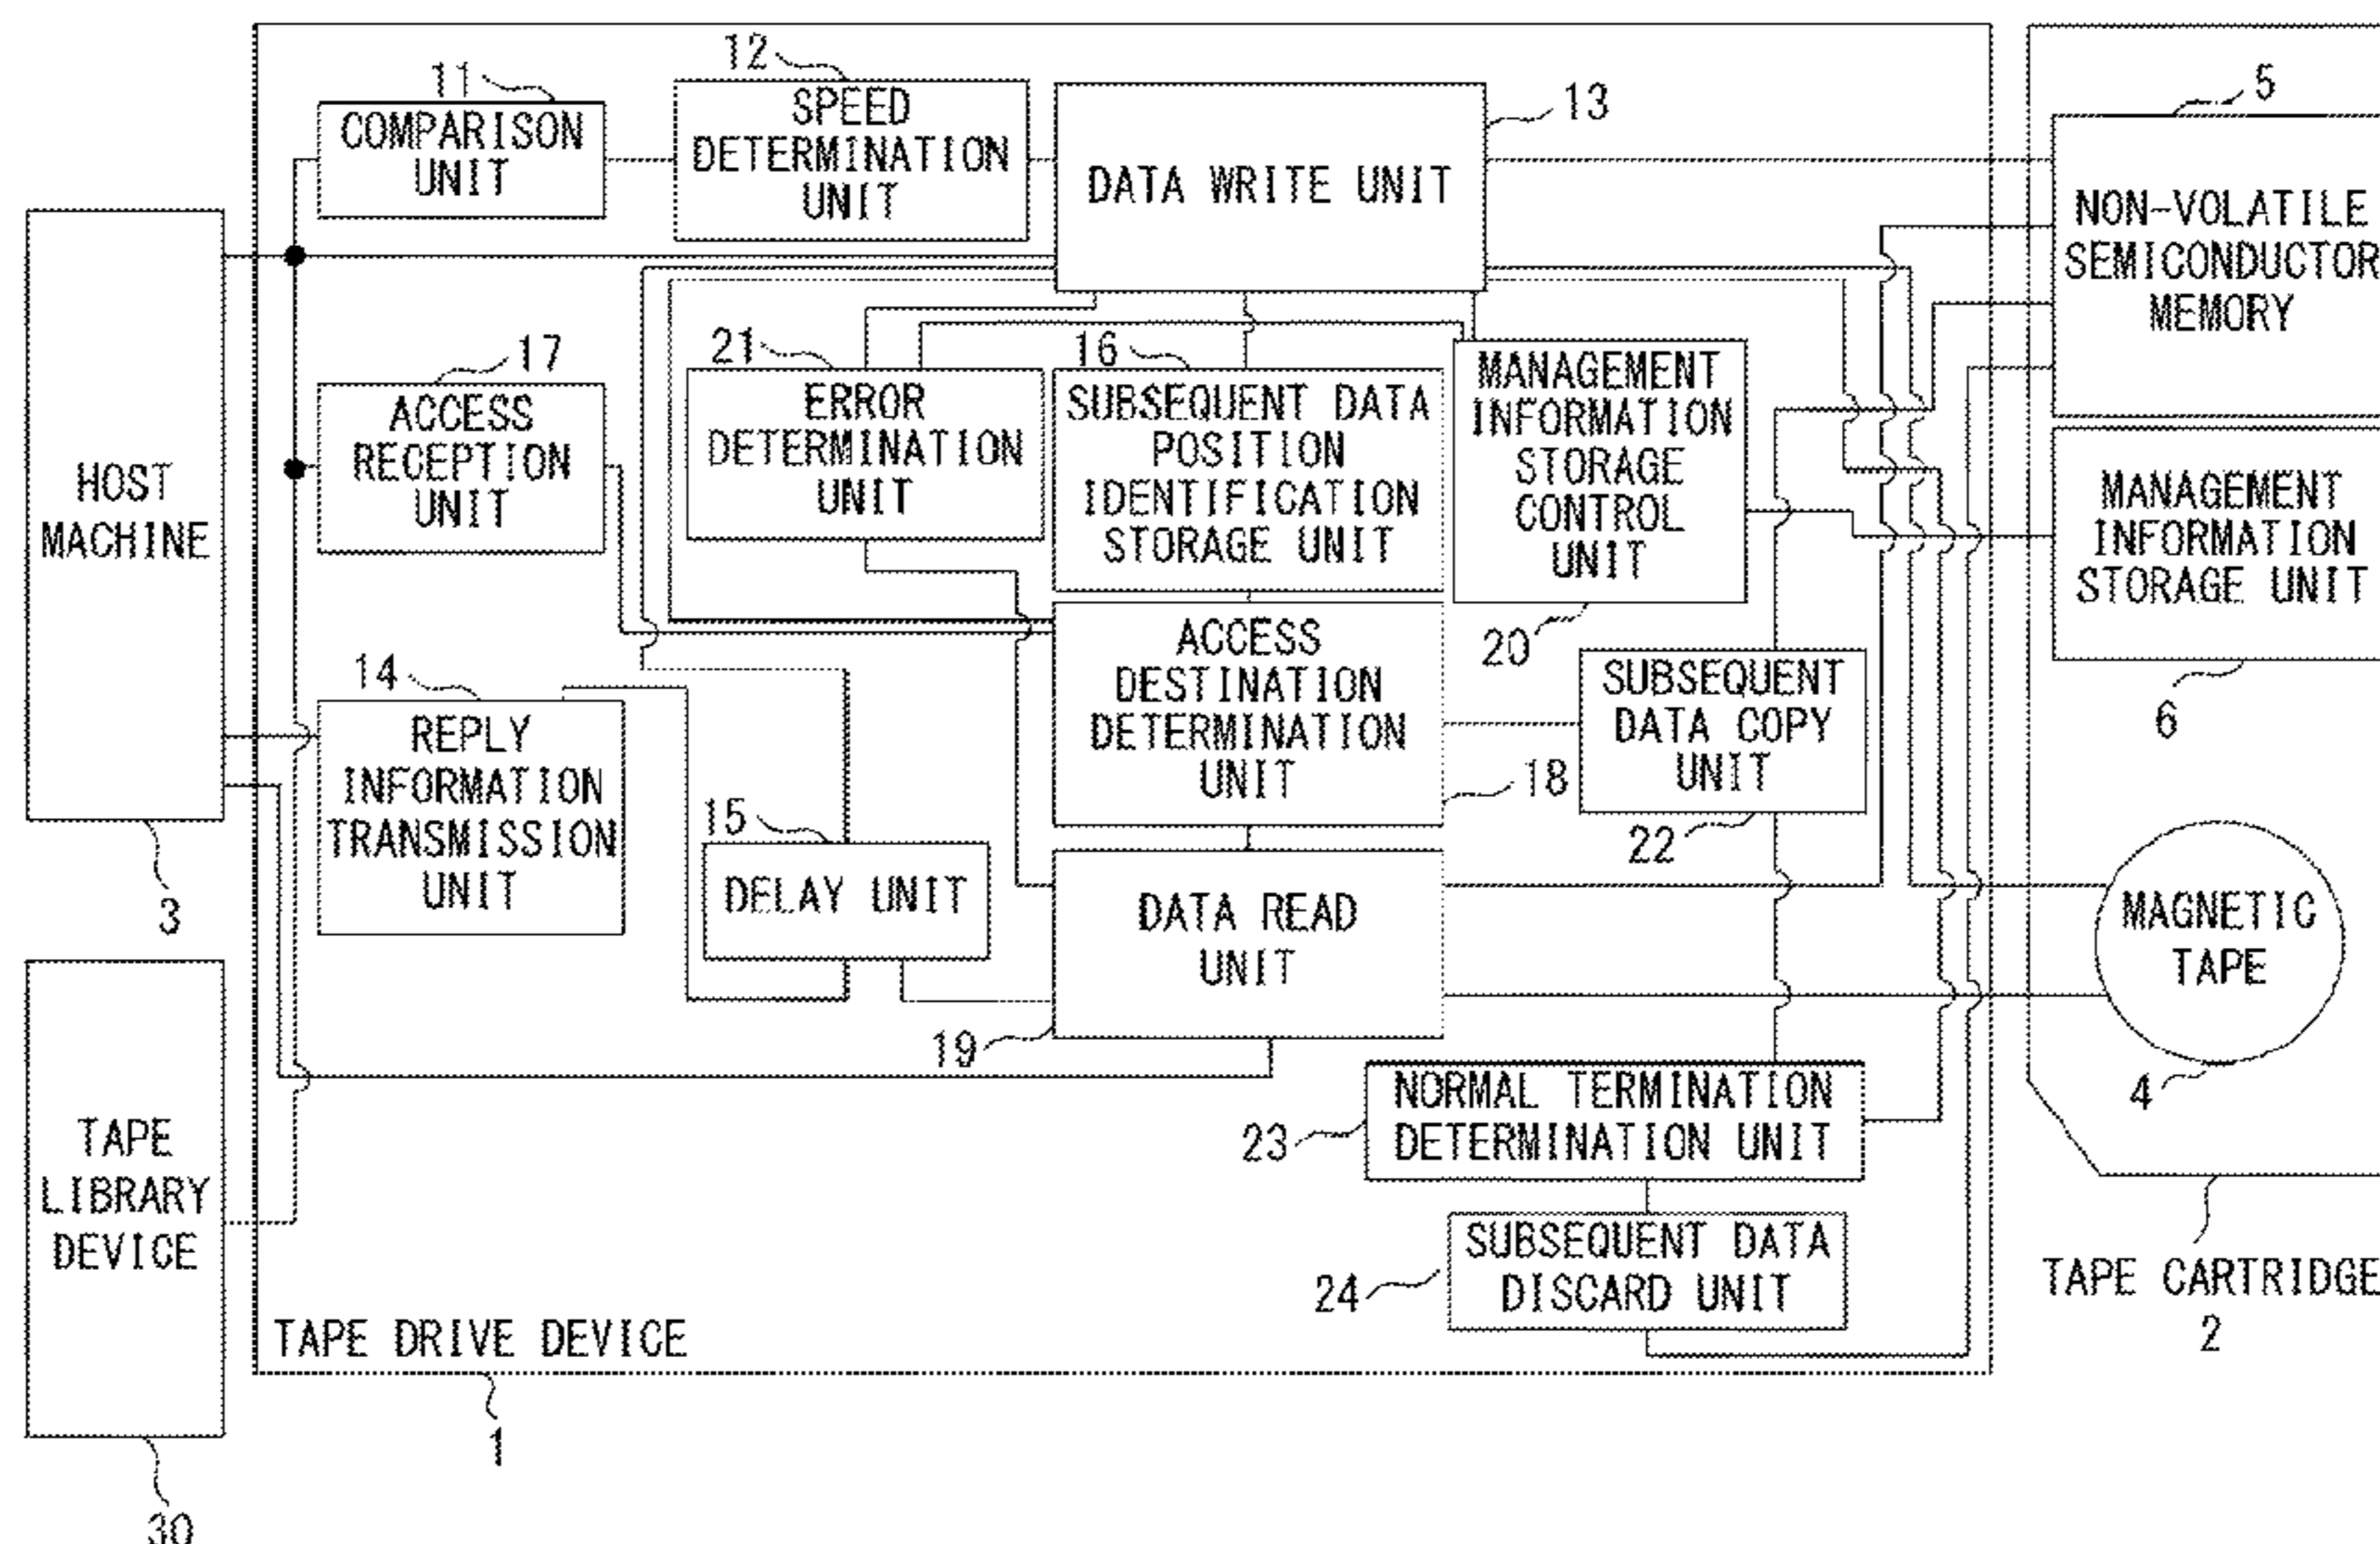 12
11
COMPARISON
UNIT
SPEED
DETERMINATION
UNIT
DATA WRITE UNIT
13
5
NON-VOLATILE
SEMICONDUCTOR
MEMORY
HOST
MACHINE
3
17
ACCESS
RECEPTION
UNIT
21
ERROR
DETERMINATION
UNIT
16
SUBSEQUENT DATA
POSITION
IDENTIFICATION
STORAGE UNIT
MANAGEMENT
INFORMATION
STORAGE
CONTROL
UNIT
20
MANAGEMENT
INFORMATION
STORAGE UNIT
6
14
REPLY
INFORMATION
TRANSMISSION
UNIT
15
DELAY UNIT
ACCESS
DESTINATION
DETERMINATION
UNIT
18
SUBSEQUENT
DATA COPY
UNIT
22
DATA READ
UNIT
19
MAGNETIC
TAPE
4
TAPE
LIBRARY
DEVICE
30
23
NORMAL TERMINATION
DETERMINATION UNIT
24
SUBSEQUENT DATA
DISCARD UNIT
TAPE CARTRIDGE
2
TAPE DRIVE DEVICE
1